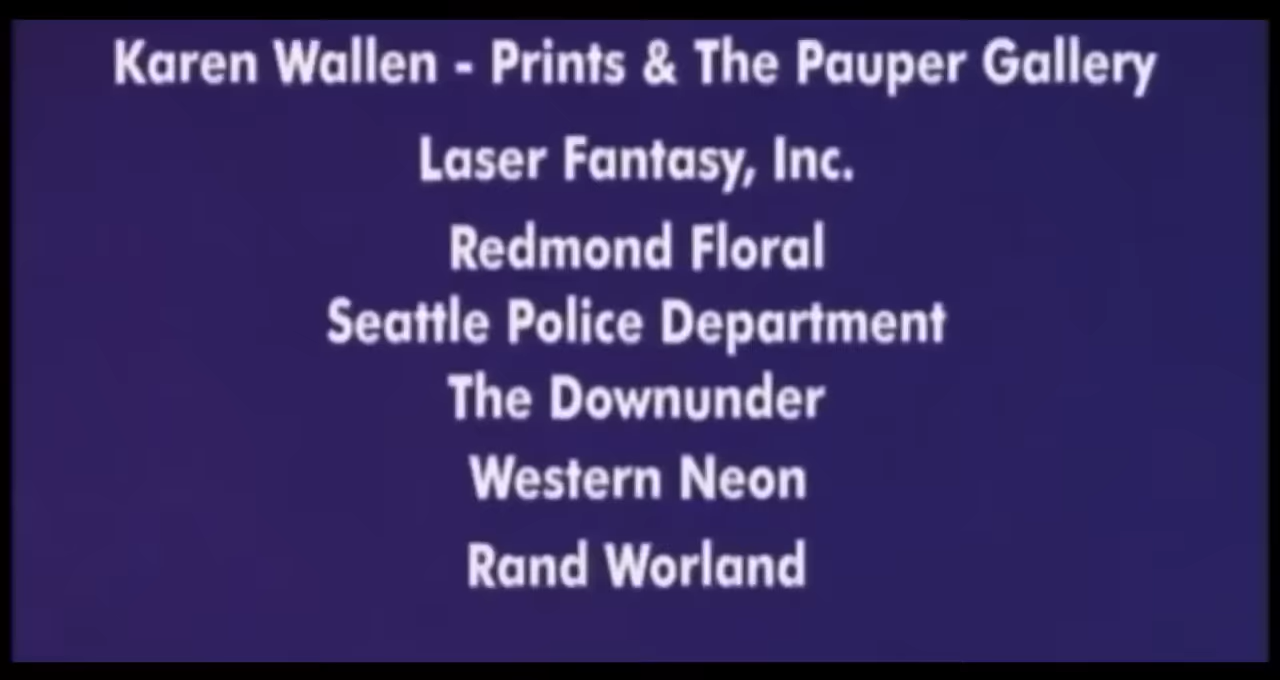 Karen Wallen - Prints & The Pauper Gallery
Laser Fantasy, Inc.
Redmond Floral
Seattle Police Department
The Downunder
Western Neon
Rand Worland